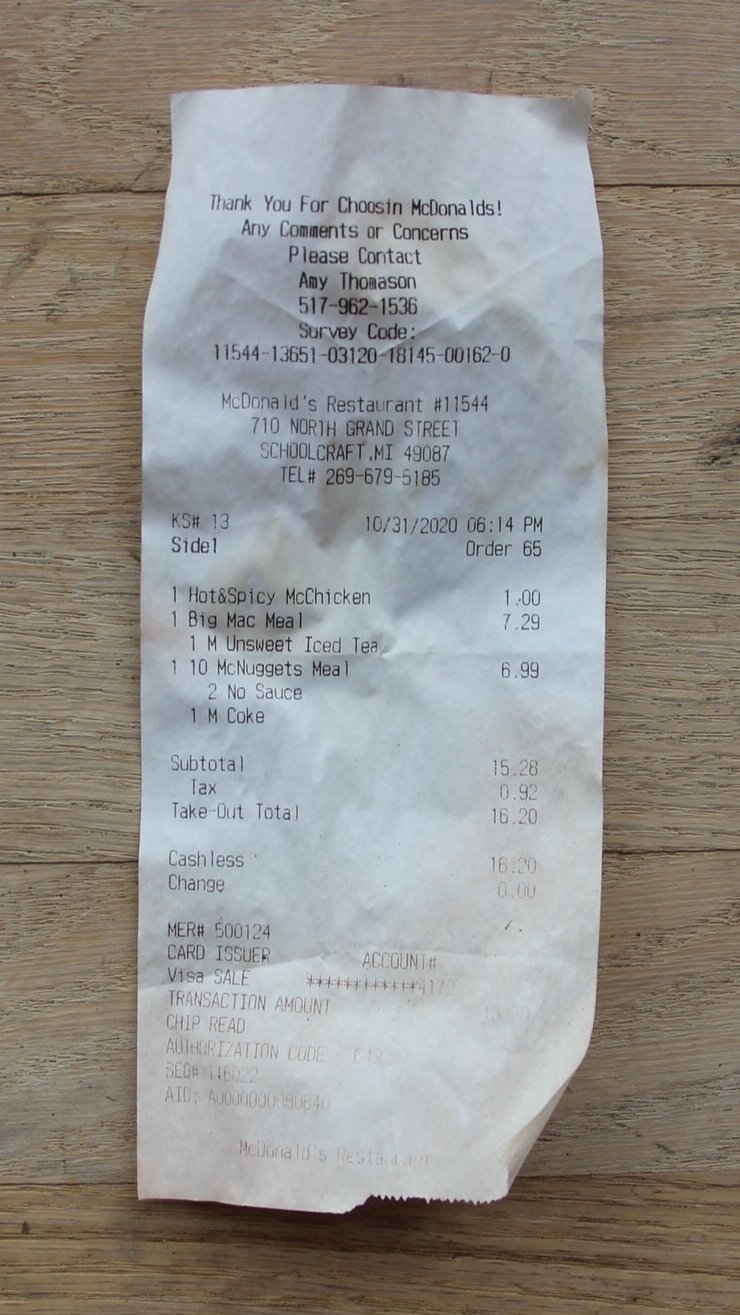 Thank You For Choosin McDonalds!
Any Comments or Concerns
Please Contact
Amy Thomason
517-962-1536
Survey Code:
11544-13651-03120-18145-00162-0
McDonald's Restaurant #11544
710 NORTH GRAND STREET
SCHOOLCRAFT,MI 49087
TEL# 269-679-5185
KS# 13 10/31/2020 06:14 PM
Side1 Order 65
1 Hot&Spicy McChicken 1.00
1 Big Mac Meal 7.29
1 M Unsweet Iced Tea
1 10 McNuggets Meal 6.99
2 No Sauce
1 M Coke
Subtotal 15.28
Tax 0.92
Take-Out Total 16.20
Cashless 16.20
Change 0.00
MER# 500124
CARD ISSUER ACCOUNT#
Visa SALE
TRANSACTION AMOUNT
CHIP READ
AUTHORIZATION CODE -
SEQ#
AID:
McDonald's Restaurant